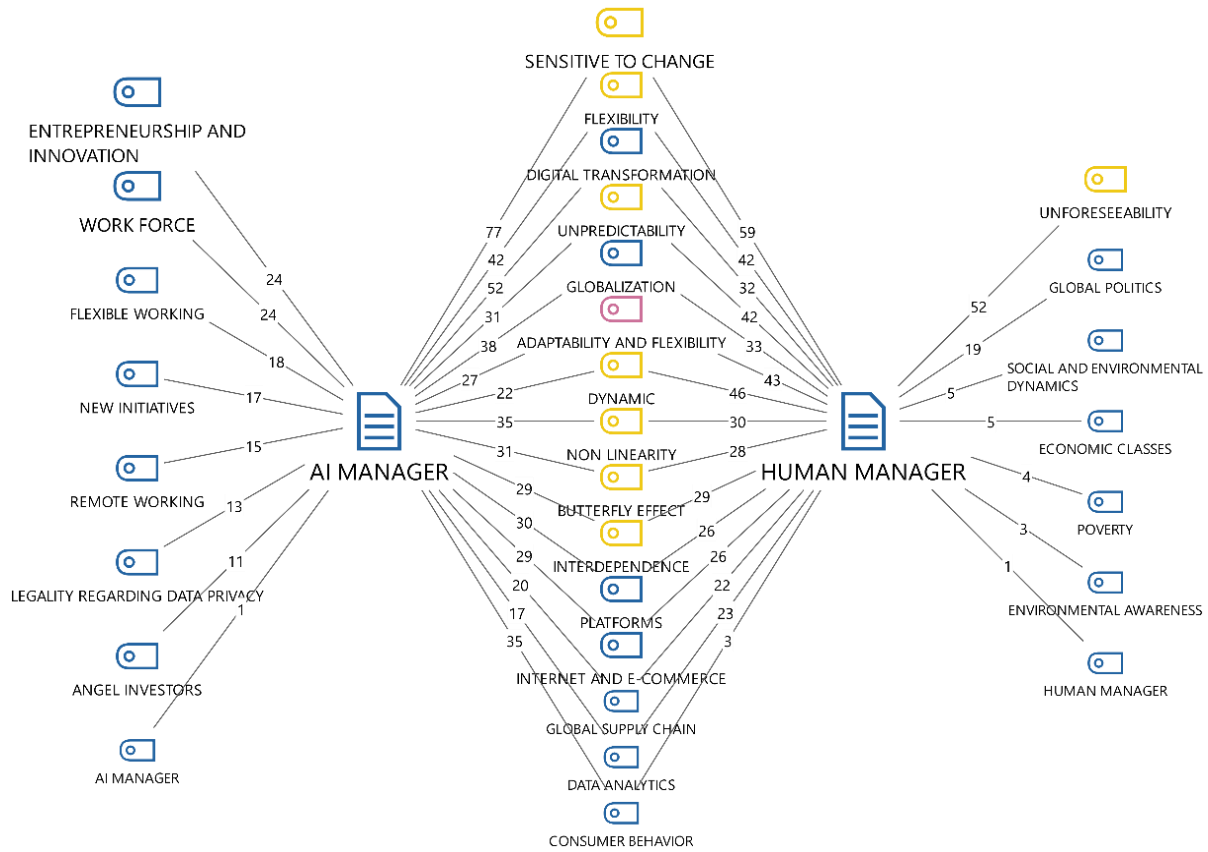 SENSITIVE TO CHANGE
FLEXIBILITY
ENTREPRENEURSHIP AND
INNOVATION
DIGITAL TRANSFORMATION
WORK FORCE
UNPREDICTABILITY
UNFORESEEABILITY
77
59
42
42
24
52
32
GLOBALIZATION
GLOBAL POLITICS
FLEXIBLE WORKING
24
31
42
52
ADAPTABILITY AND FLEXIBILITY
38
33
19
18
27
43
SOCIAL AND ENVIRONMENTAL
DYNAMICS
22
46
5
NEW INITIATIVES
17
DYNAMIC
35
30
5
15
31
28
NON LINEARITY
ECONOMIC CLASSES
AI MANAGER
HUMAN MANAGER
4
REMOTE WORKING
29
29
13
BUTTERFLY EFFECT
30
26
3
POVERTY
29
26
11
INTERDEPENDENCE
1
20
22
LEGALITY REGARDING DATA PRIVACY
1
17
23
PLATFORMS
ENVIRONMENTAL AWARENESS
35
3
INTERNET AND E-COMMERCE
ANGEL INVESTORS
HUMAN MANAGER
GLOBAL SUPPLY CHAIN
AI MANAGER
DATA ANALYTICS
CONSUMER BEHAVIOR